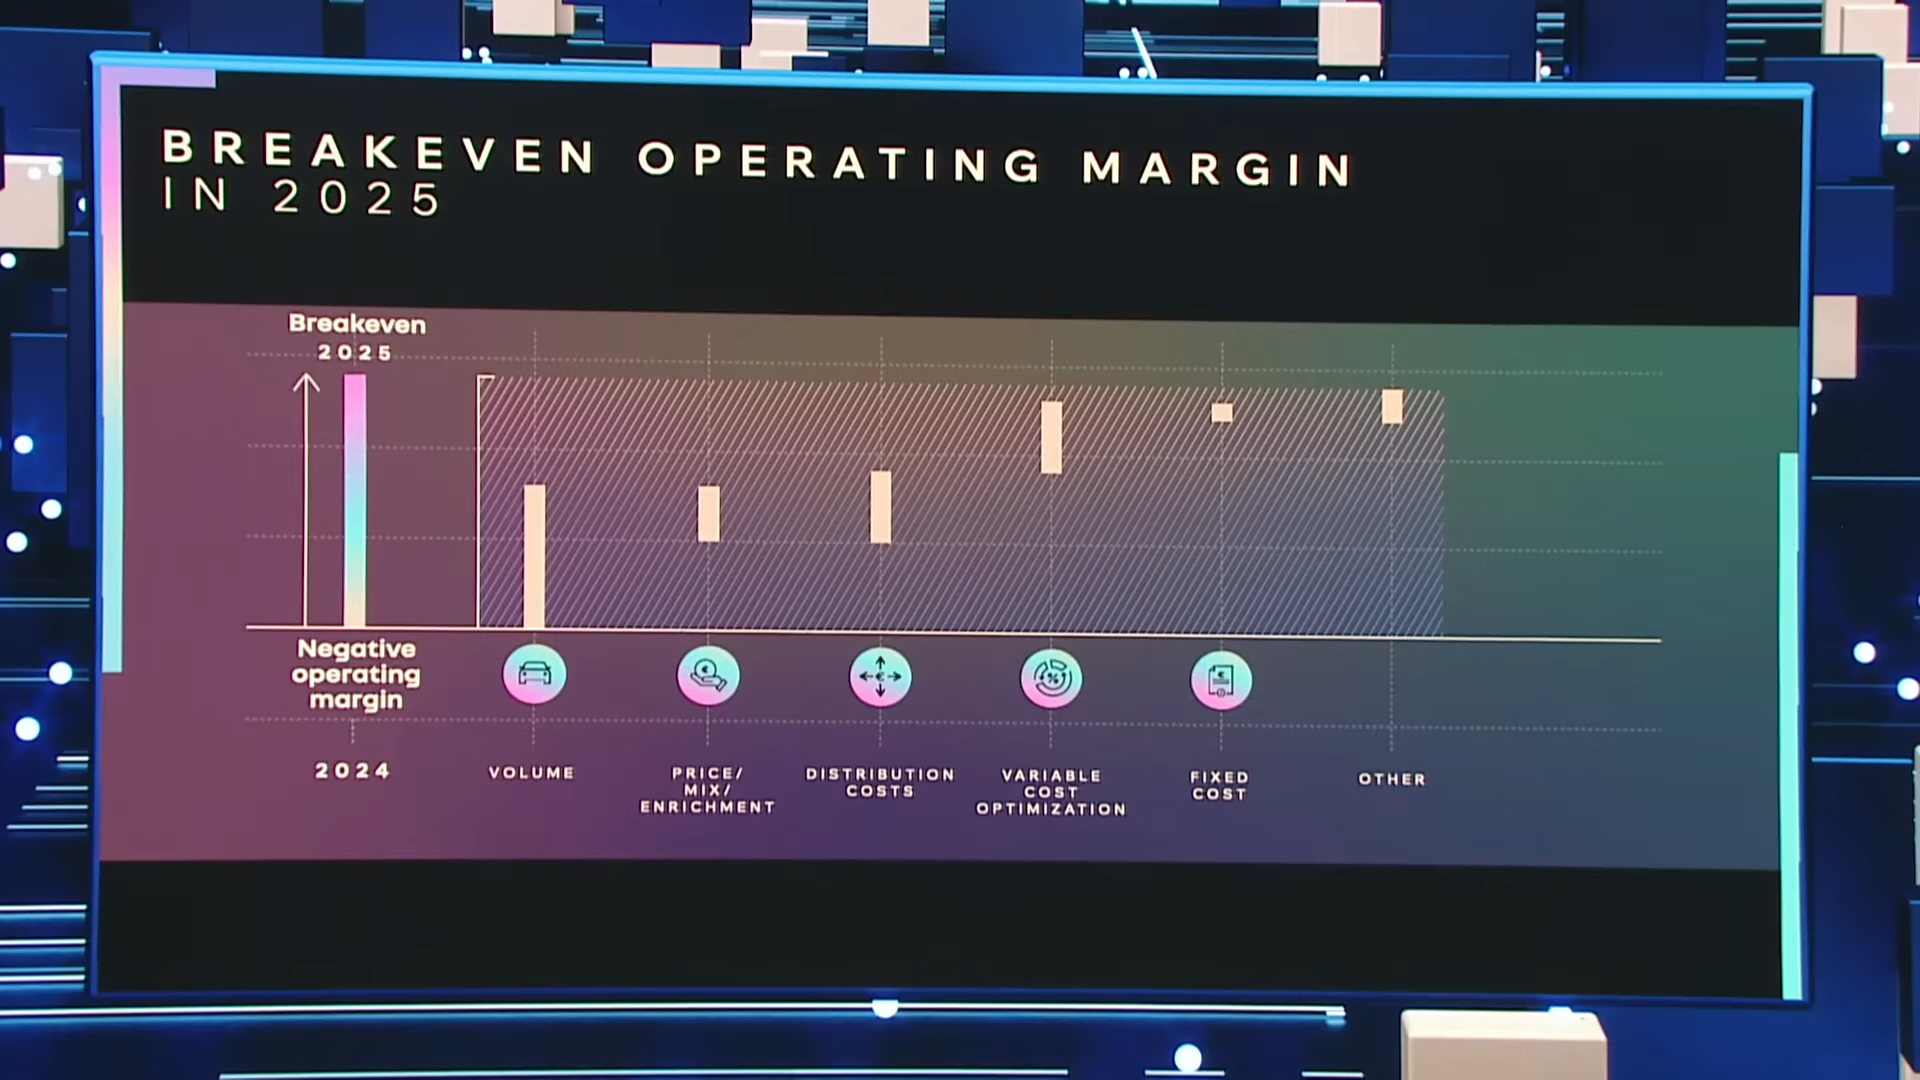 BREAKEVEN OPERATING MARGIN
IN 2025
Breakeven
2025
Negative
operating
margin
2024
VOLUME
PRICE/
MIX/
ENRICHMENT
DISTRIBUTION
COSTS
VARIABLE
COST
OPTIMIZATION
FIXED
COST
OTHER